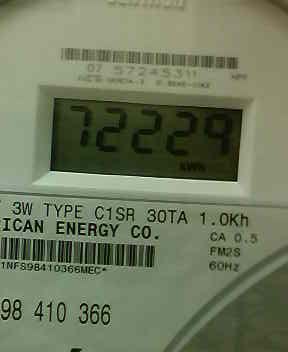 07 57245311
72229
KWH
3W TYPE C1SR 30TA 1.0Kh
ICAN ENERGY CO.
CA 0.5
FM2S
1NFS98410366MEC*
60Hz
98 410 366